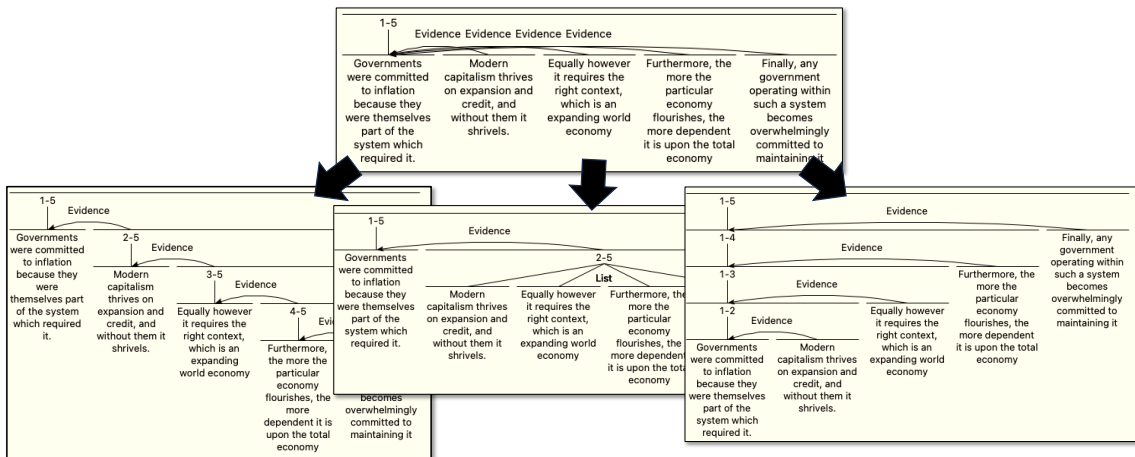 1-5
Evidence Evidence Evidence Evidence
Governments
were committed
to inflation
because they
were themselves
part of the
system which
required it.
Modern
capitalism thrives
on expansion and
credit, and
without them it
shrivels.
Equally however
it requires the
right context,
which is an
expanding world
economy
Furthermore, the
more the
particular
economy
flourishes, the
more dependent
it is upon the
total economy
Finally, any
government
operating within
such a system
becomes
overwhelmingly
committed to
maintaining it
1-5
Evidence
Governments
were committed
to inflation
because they
were
themselves part
of the system
which required
it.
2-5
Evidence
Modern
capitalism
thrives on
expansion and
credit, and
without them it
shrivels.
3-5
Evidence
Equally however
it requires the
right context,
which is an
expanding
world economy
4-5
Furthermore,
the more the
particular
economy
flourishes, the
more
dependent it is
upon the total
economy
becomes
overwhelmingly
committed to
maintaining it
1-5
Evidence
Governments
were committed
to inflation
because they
were themselves
part of the
system which
required it.
2-5
List
Modern
capitalism thrives
on expansion and
credit, and
without them it
shrivels.
Equally however
it requires the
right context,
which is an
expanding world
economy
Furthermore, the
more the
particular
economy
flourishes, the
more dependent
it is upon the total
economy
1-5
Evidence
1-4
Evidence
Finally, any
government
operating within
such a system
becomes
overwhelmingly
committed to
maintaining it
1-3
Evidence
Furthermore, the
more the
particular
economy
flourishes, the
more dependent
it is upon the
total economy
1-2
Evidence
Equally however
it requires the
right context,
which is an
expanding world
economy
Governments
were committed
to inflation
because they
were themselves
part of the
system which
required it.
Modern
capitalism thrives
on expansion and
credit, and
without them it
shrivels.